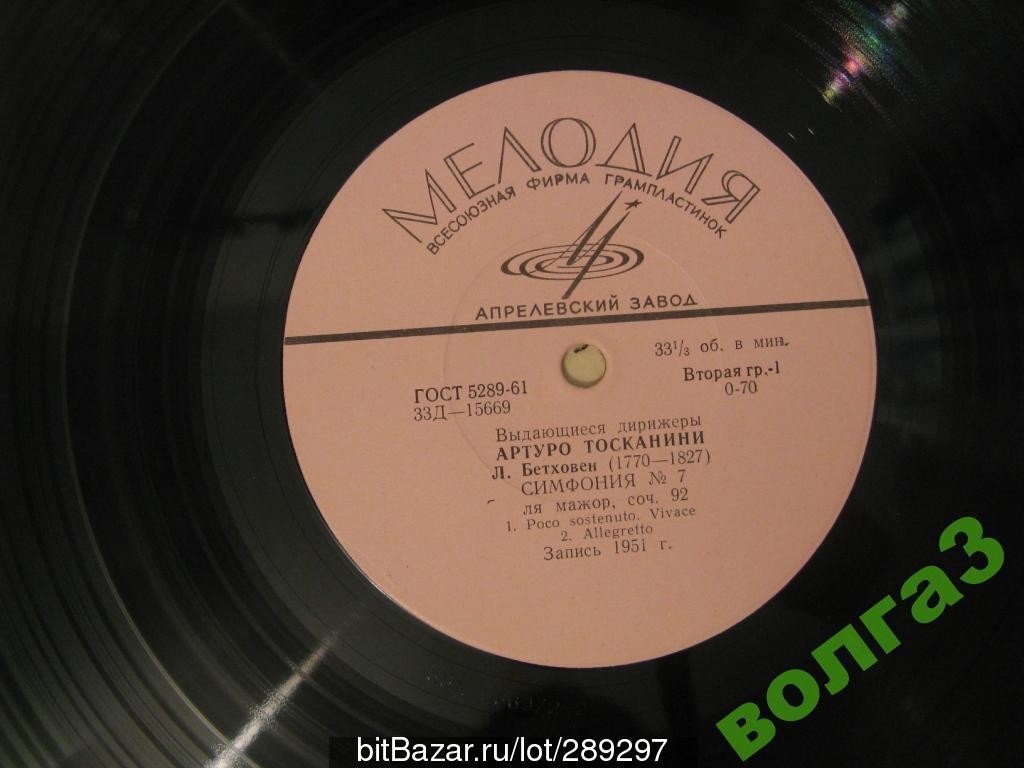 МЕЛОДИЯ
ВСЕСОЮЗНАЯ ФИРМА ГРАМПЛАСТИНОК
АПРЕЛЕВСКИЙ ЗАВОД
33⅓ об. в мин.
ГОСТ 5289-61
33Д—15669
Вторая гр.-1
0-70
Выдающиеся дирижеры
АРТУРО ТОСКАНИНИ
Л. Бетховен (1770—1827)
СИМФОНИЯ № 7
ля мажор, соч. 92
1. Poco sostenuto. Vivace
2. Allegretto
Запись 1951 г.
волга3
bitBazar.ru/lot/289297